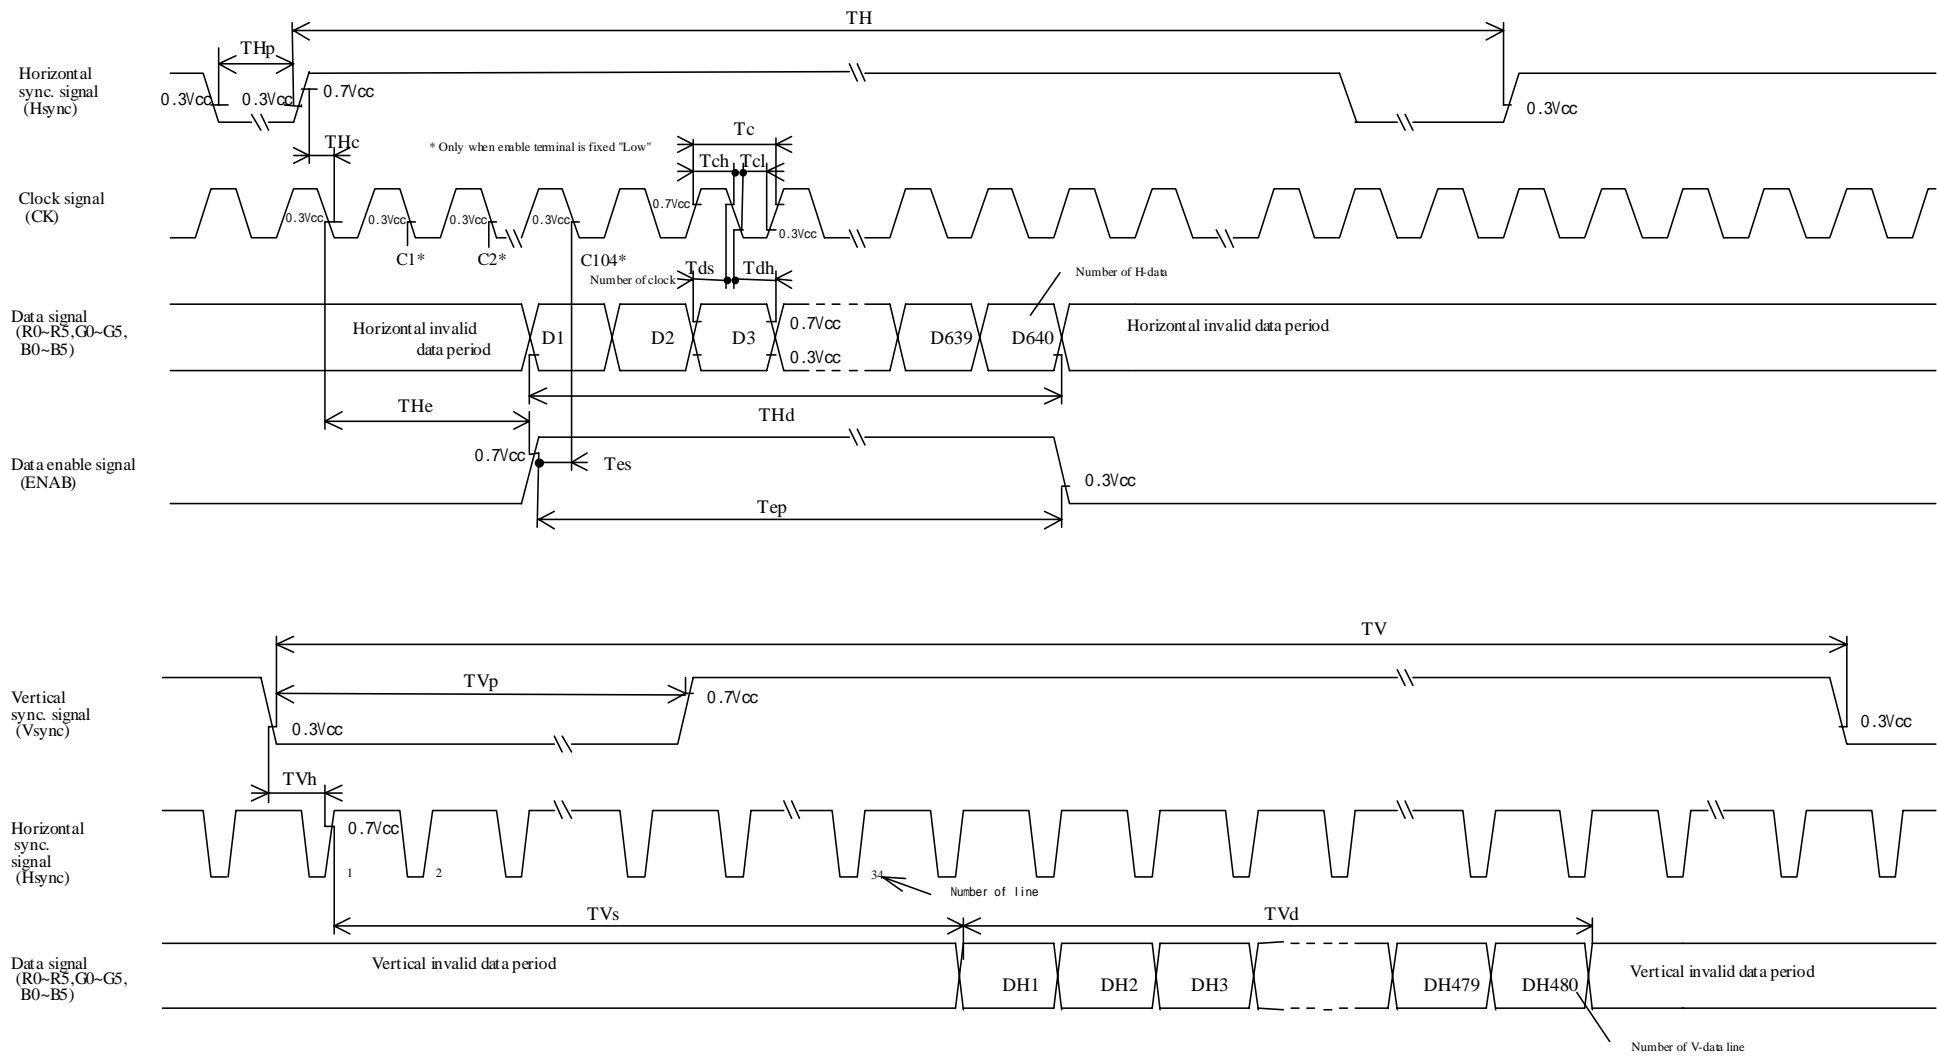 TH
THp
Horizontal
sync. signal
(Hsync)
0.3Vcc
0.3Vcc
0.7Vcc
0.3Vcc
THc
* Only when enable terminal is fixed "Low"
Tc
Tch
Tcl
Clock signal
(CK)
0.3Vcc
0.3Vcc
0.3Vcc
0.3Vcc
0.7Vcc
0.3Vcc
C1*
C2*
C104*
Number of clock
Tds
Tdh
Number of H-data
Data signal
(R0~R5,G0~G5,
B0~B5)
Horizontal invalid
data period
D1
D2
D3
0.7Vcc
0.3Vcc
D639
D640
Horizontal invalid data period
THe
THd
Data enable signal
(ENAB)
0.7Vcc
Tes
0.3Vcc
Tep
TV
Vertical
sync. signal
(Vsync)
TVp
0.3Vcc
0.7Vcc
0.3Vcc
TVh
Horizontal
sync.
signal
(Hsync)
0.7Vcc
1
2
34
Number of line
TVs
TVd
Data signal
(R0~R5,G0~G5,
B0~B5)
Vertical invalid data period
DH1
DH2
DH3
DH479
DH480
Vertical invalid data period
Number of V-data line